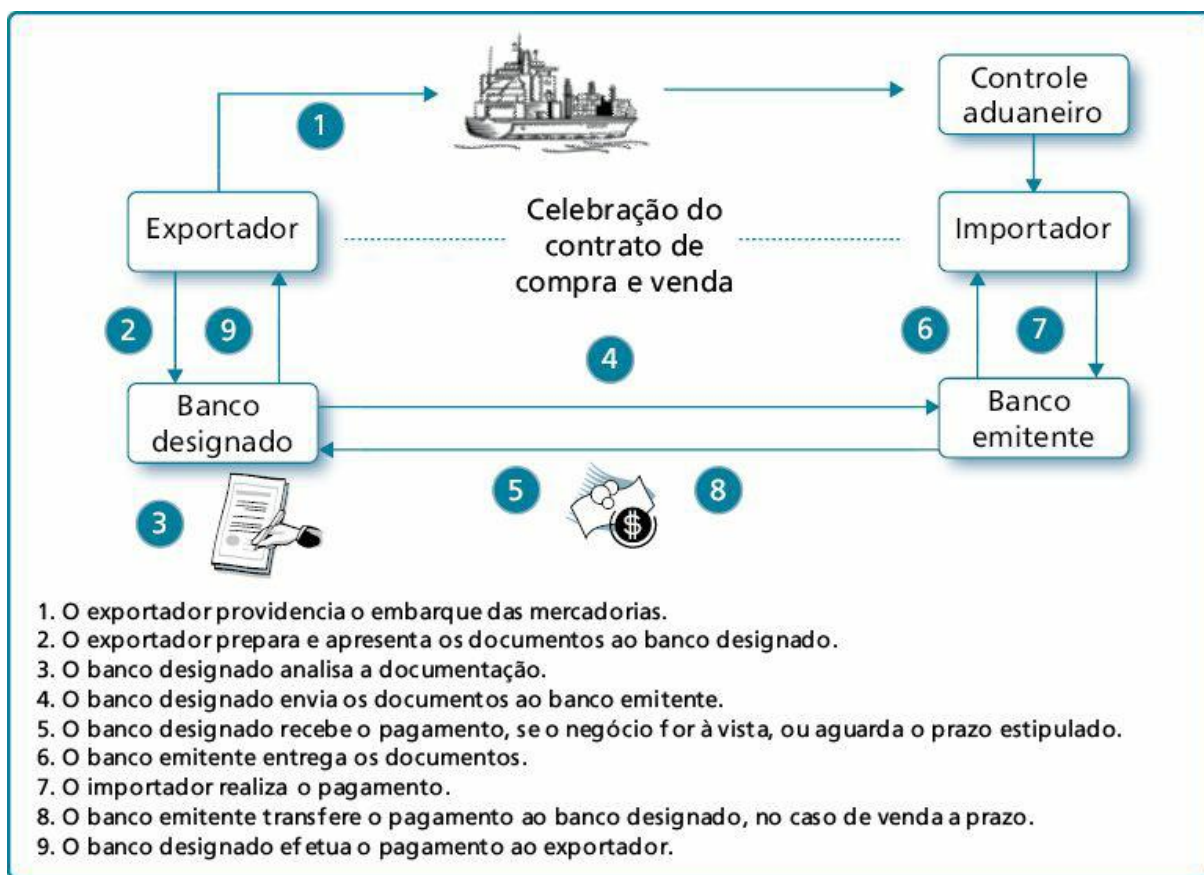 Controle
aduaneiro
1
Exportador
Celebração do
contrato de
compra e venda
Importador
2
9
4
6
7
Banco
designado
Banco
emitente
3
5
$
8
1. O exportador providencia o embarque das mercadorias.
2. O exportador prepara e apresenta os documentos ao banco designado.
3. O banco designado analisa a documentação.
4. O banco designado envia os documentos ao banco emitente.
5. O banco designado recebe o pagamento, se o negócio for à vista, ou aguarda o prazo estipulado.
6. O banco emitente entrega os documentos.
7. O importador realiza o pagamento.
8. O banco emitente transfere o pagamento ao banco designado, no caso de venda a prazo.
9. O banco designado efetua o pagamento ao exportador.